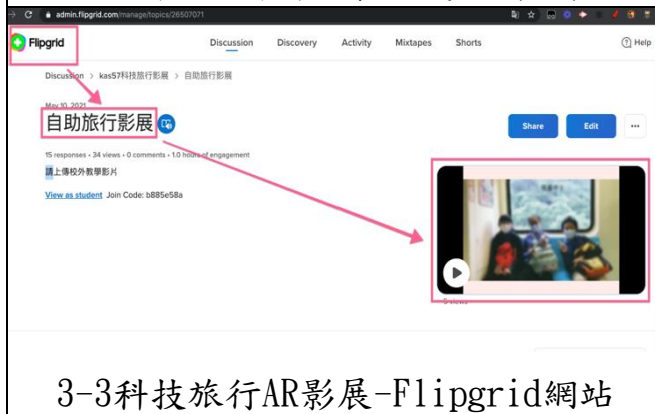 admin.flipgrid.com/manage/topics/26507071
Flipgrid
Discussion Discovery Activity Mixtapes Shorts
Help
Discussion > kas57科技旅行影展 > 自助旅行影展
May 10, 2021
自助旅行影展
Share Edit
15 responses • 34 views • 0 comments • 1.0 hours of engagement
請上傳校外教學影片
View as student Join Code: b885e58a
3-3科技旅行AR影展-Flipgrid網站